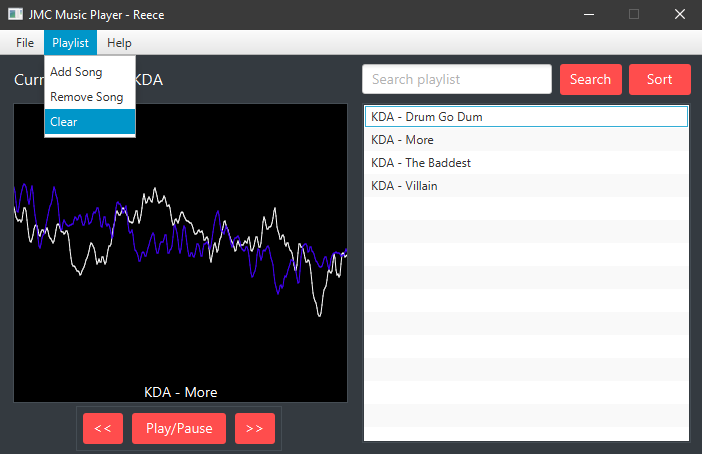 JMC Music Player - Reece
File Playlist Help
Add Song
Remove Song
Clear
Curr KDA
Search playlist
Search
Sort
KDA - Drum Go Dum
KDA - More
KDA - The Baddest
KDA - Villain
KDA - More
<< Play/Pause >>